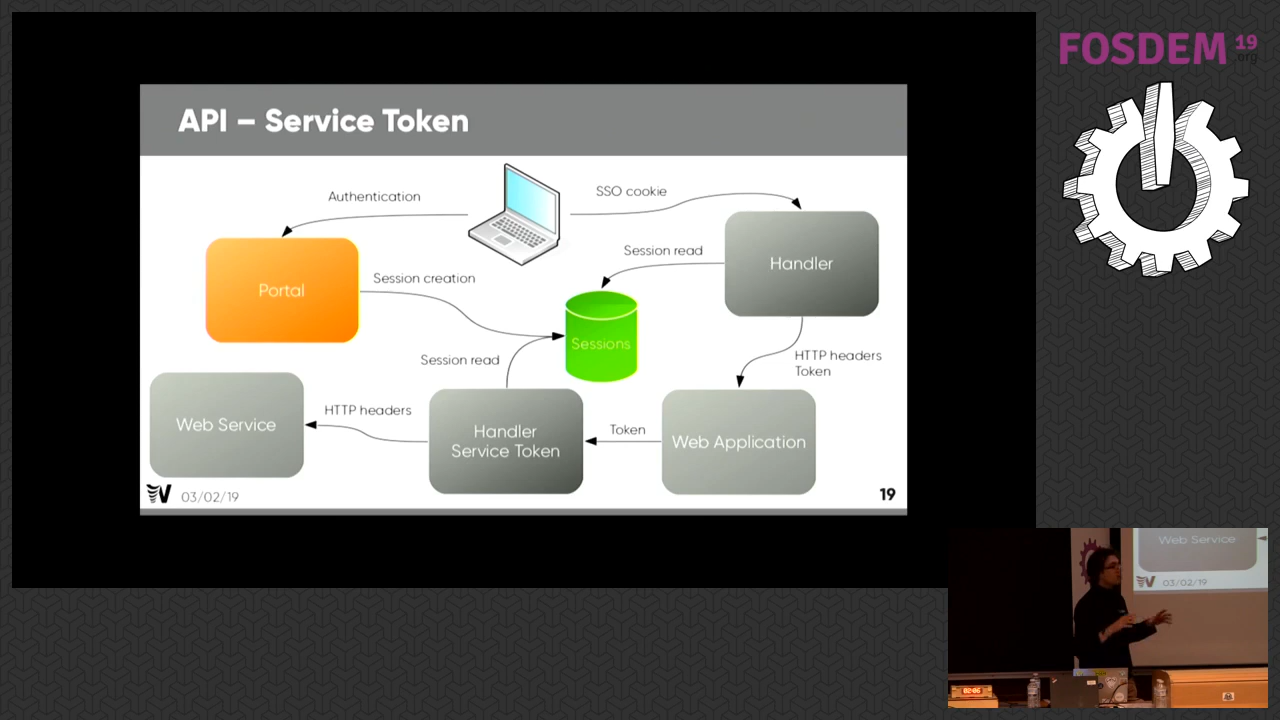 FOSDEM 19
.org
API – Service Token
Authentication
SSO cookie
Session read
Handler
Portal
Session creation
Sessions
Session read
HTTP headers
Token
Web Service
HTTP headers
Handler
Service Token
Token
Web Application
03/02/19
19
Web Service
03/02/19
02:06